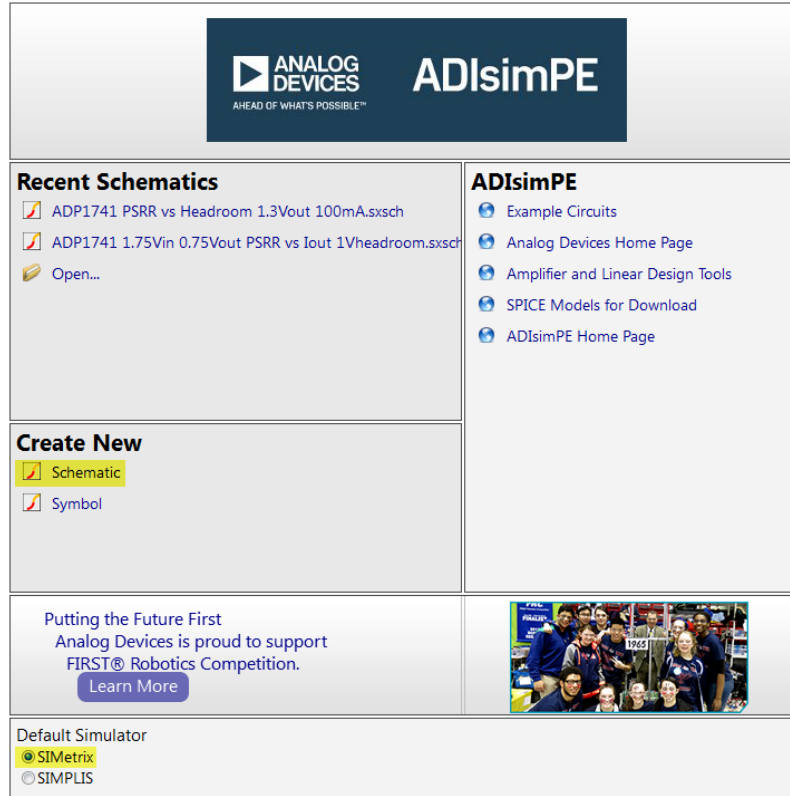 ANALOG
DEVICES
AHEAD OF WHAT'S POSSIBLE™
ADIsimPE
Recent Schematics
ADP1741 PSRR vs Headroom 1.3Vout 100mA.sxsch
ADP1741 1.75Vin 0.75Vout PSRR vs Iout 1Vheadroom.sxsch
Open...
Create New
Schematic
Symbol
ADIsimPE
Example Circuits
Analog Devices Home Page
Amplifier and Linear Design Tools
SPICE Models for Download
ADIsimPE Home Page
Putting the Future First
Analog Devices is proud to support
FIRST® Robotics Competition.
Learn More
FINALIST
1965
Default Simulator
SIMetrix
SIMPLIS